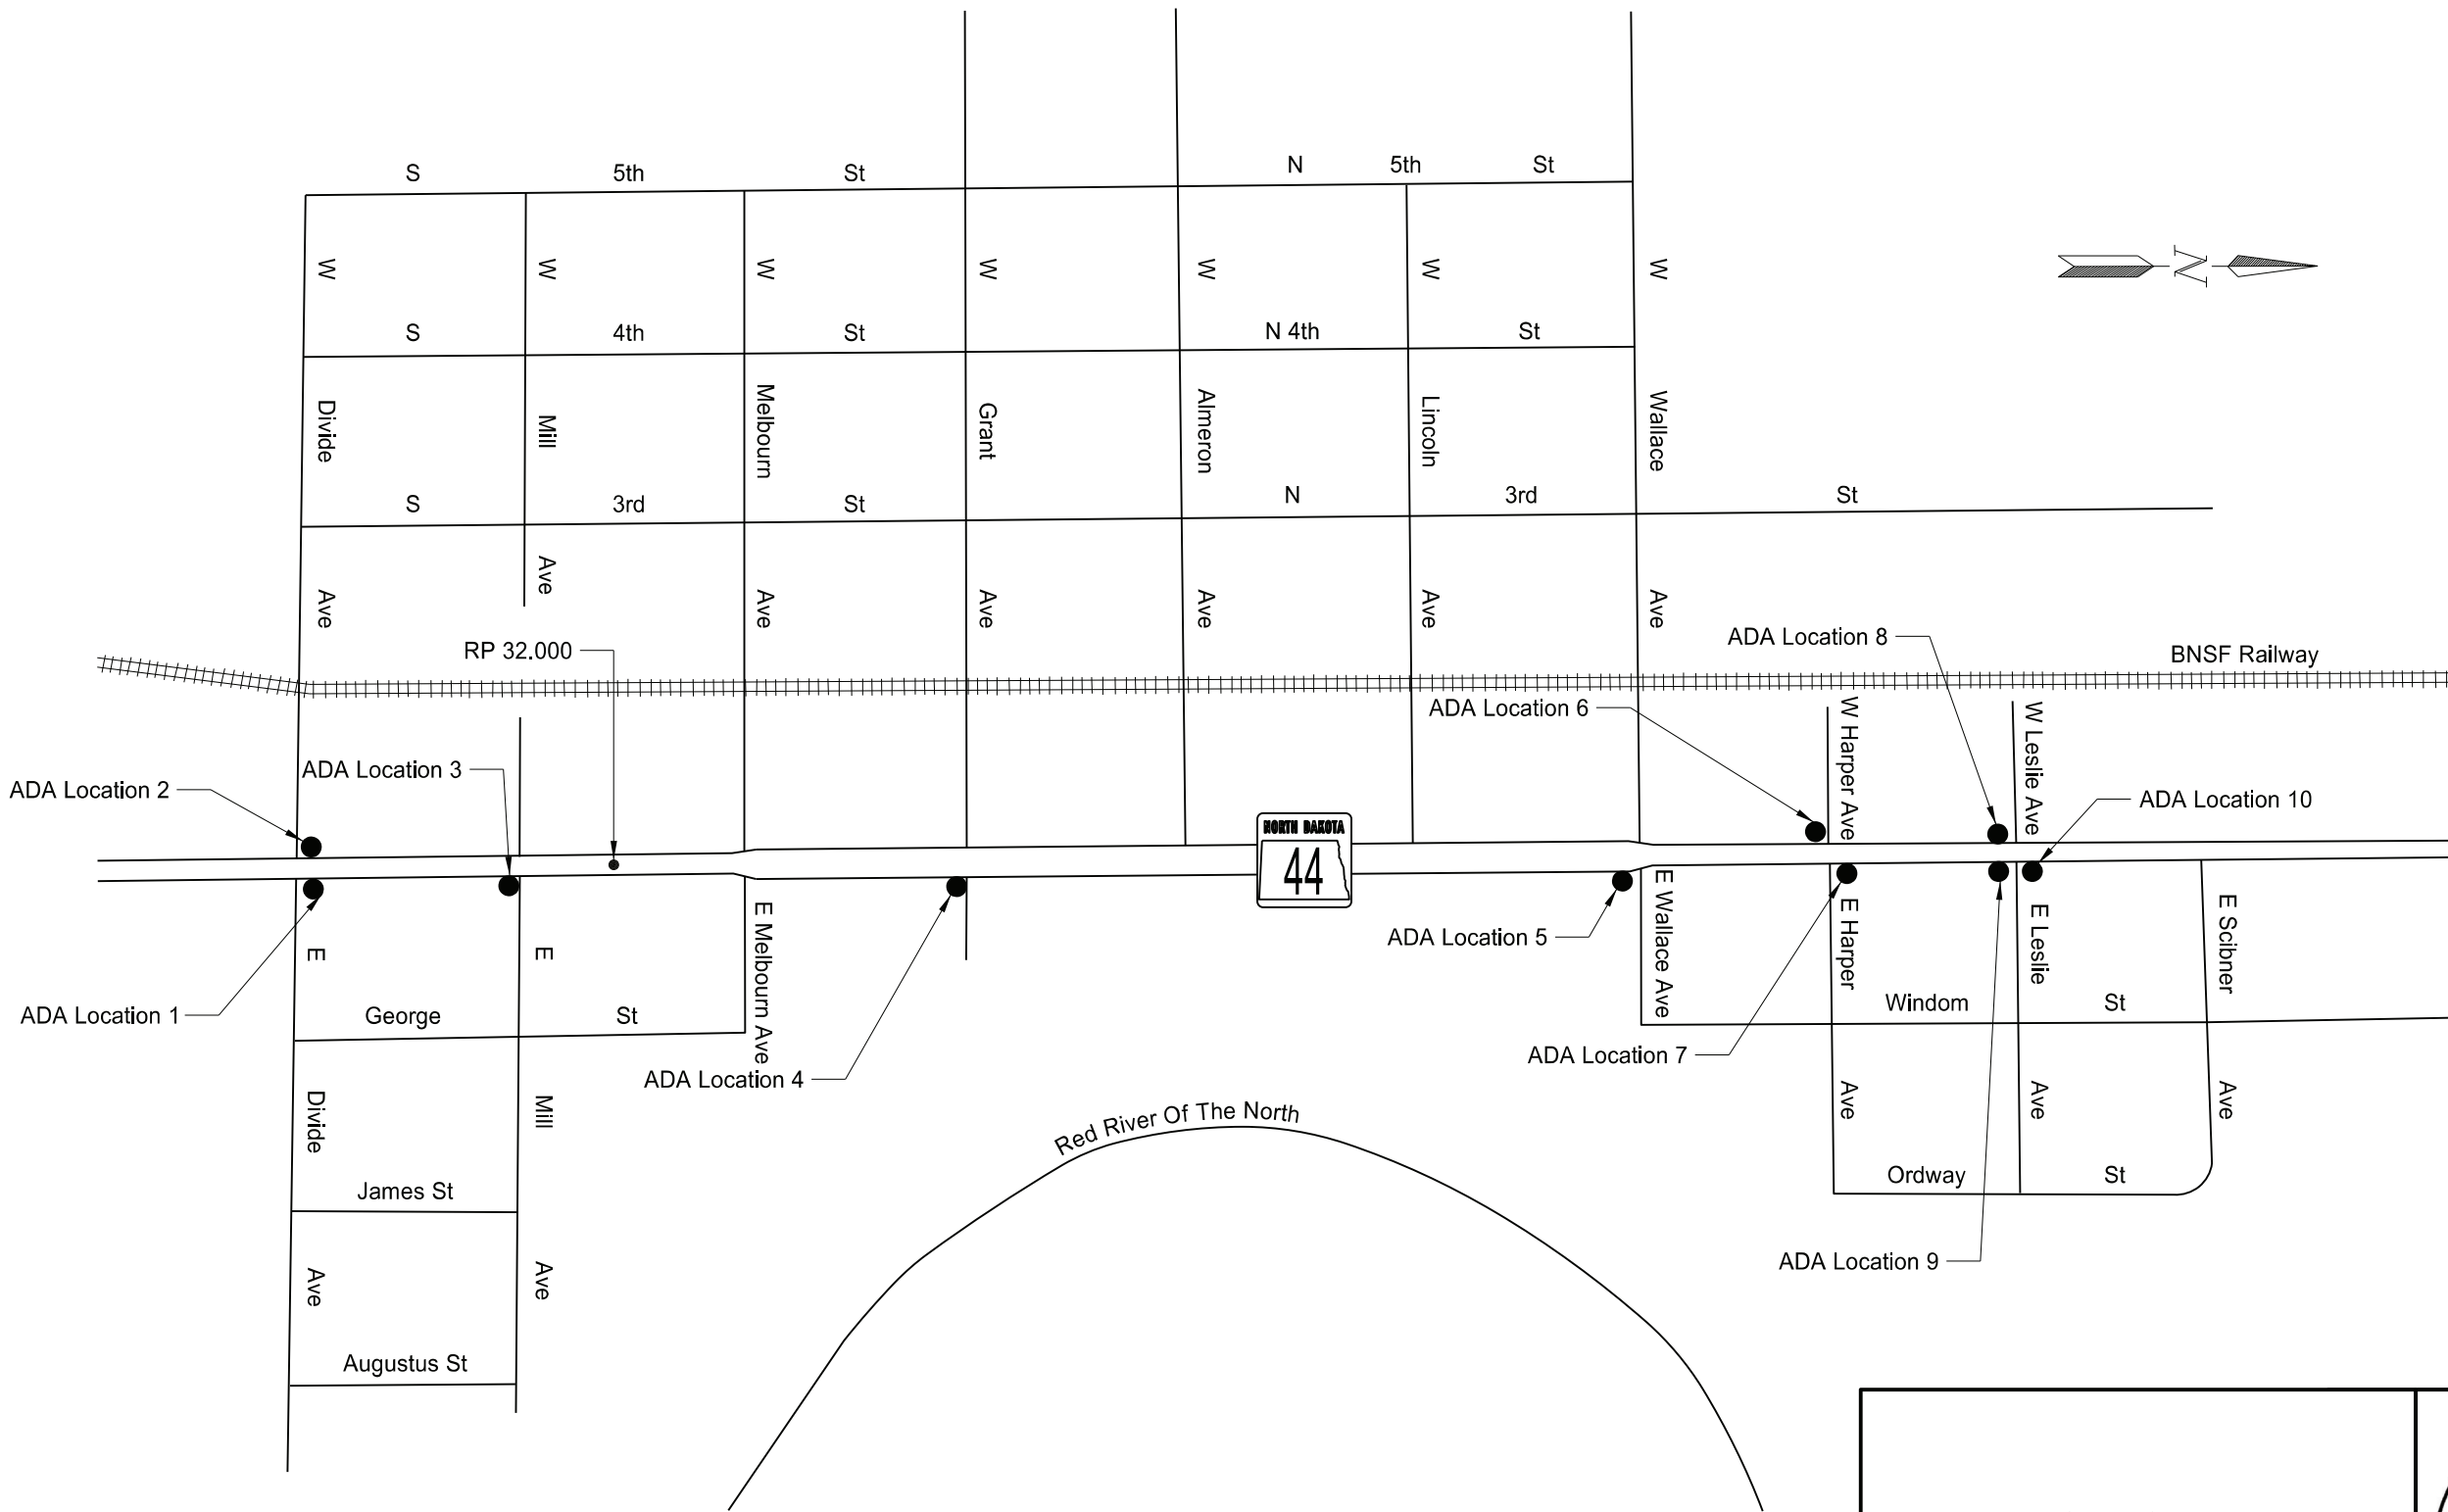 S 5th St
N 5th St
W W W W W W W
S 4th St
N 4th St
Divide Mill Melbourn Grant Almeron Lincoln Wallace
S 3rd St
N 3rd St
Ave Ave Ave Ave Ave Ave Ave
N
RP 32.000
ADA Location 8
BNSF Railway
ADA Location 6
W Harper Ave
W Leslie Ave
ADA Location 3
ADA Location 2
ADA Location 10
NORTH DAKOTA
44
E Melbourn Ave
E Wallace Ave
E Harper Ave
E Leslie Ave
E Scibner Ave
ADA Location 5
E Divide Ave
E Mill Ave
ADA Location 1
George St
Windom St
ADA Location 7
ADA Location 4
Red River Of The North
James St
Ordway St
ADA Location 9
Augustus St